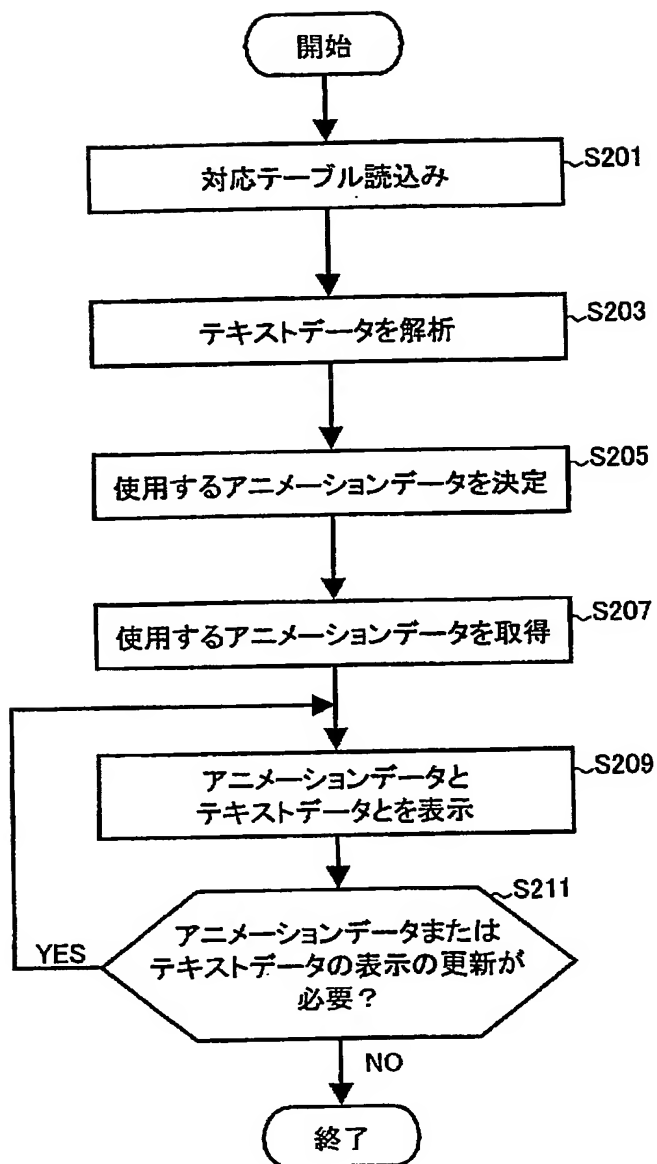 開始
対応テーブル読込み
S201
テキストデータを解析
S203
使用するアニメーションデータを決定
S205
使用するアニメーションデータを取得
S207
アニメーションデータと
テキストデータとを表示
S209
S211
アニメーションデータまたは
テキストデータの表示の更新が
必要?
YES
NO
終了